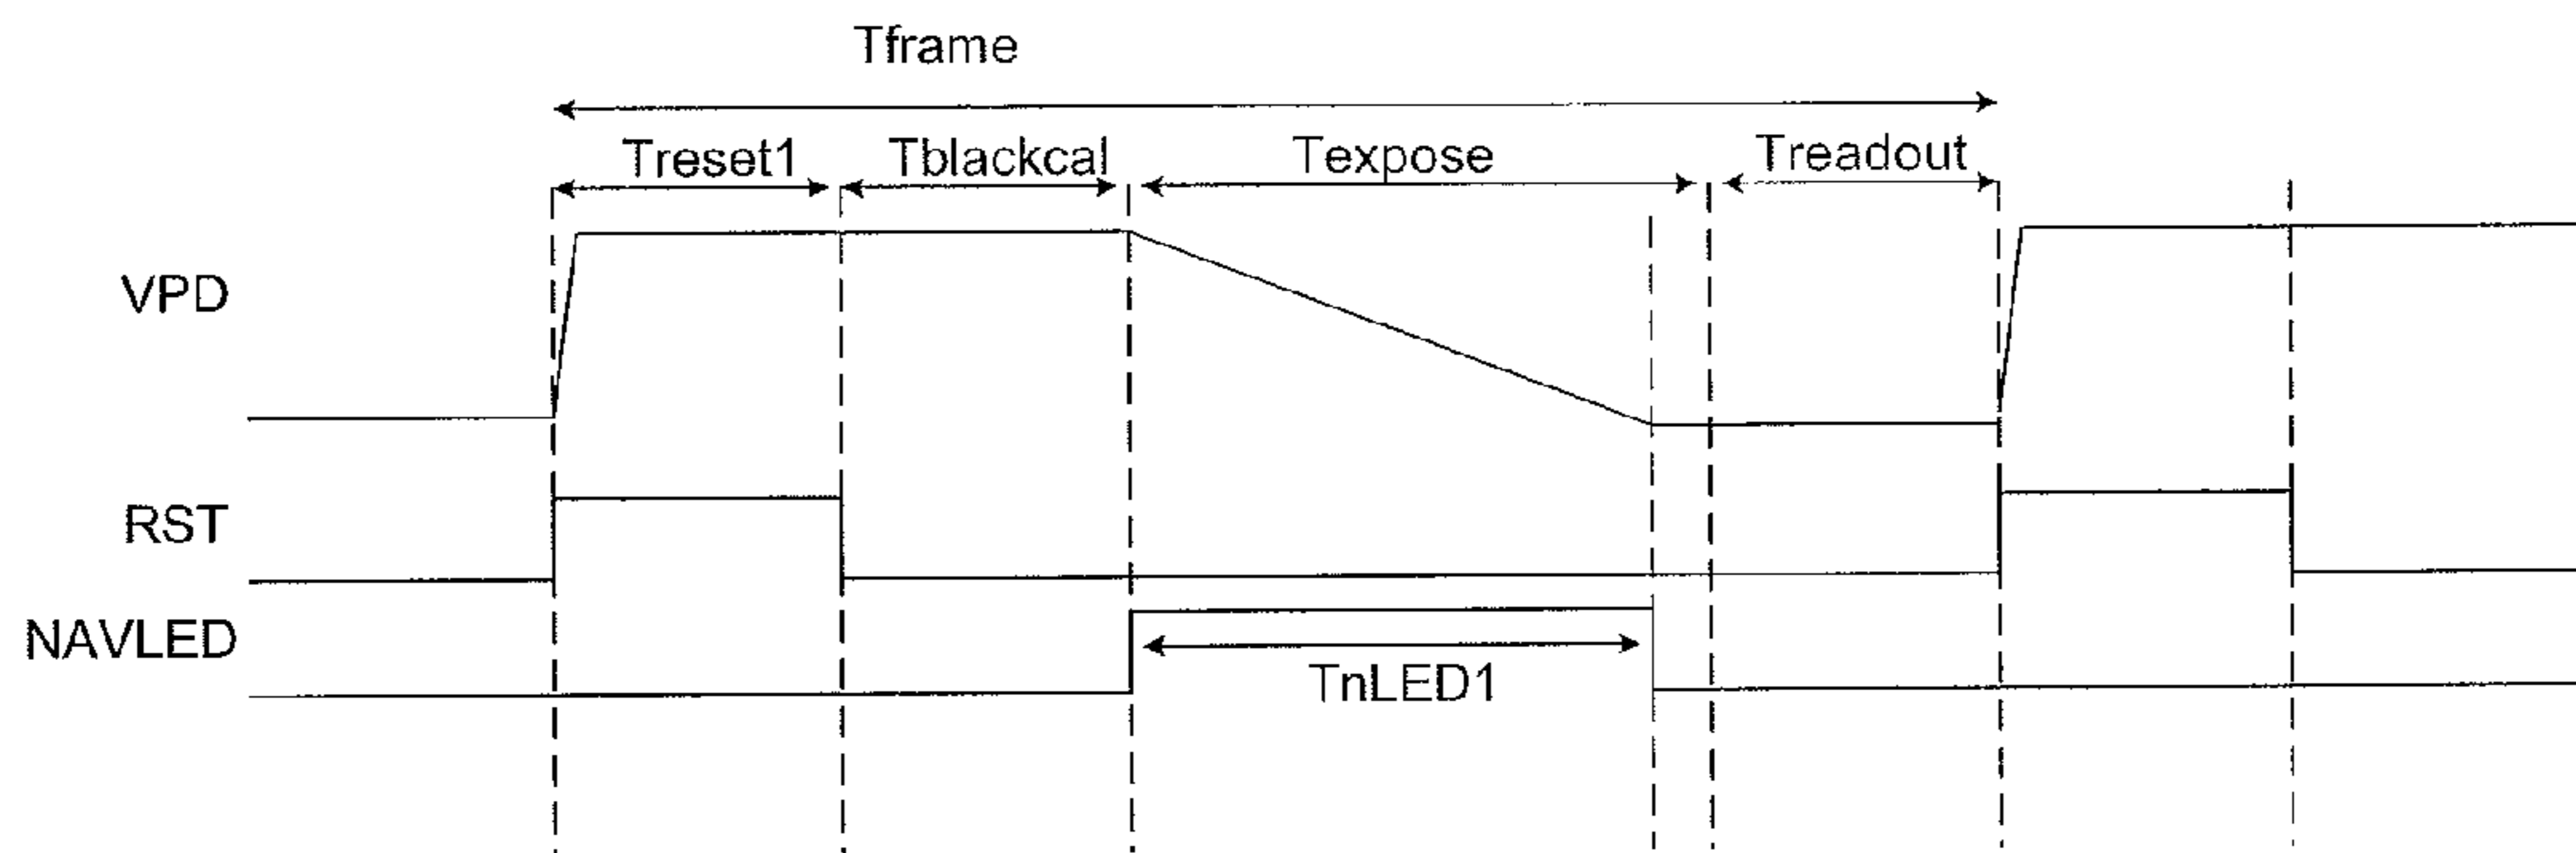 Tframe
Treset1 Tblackcal Texpose Treadout
VPD
RST
NAVLED
TnLED1